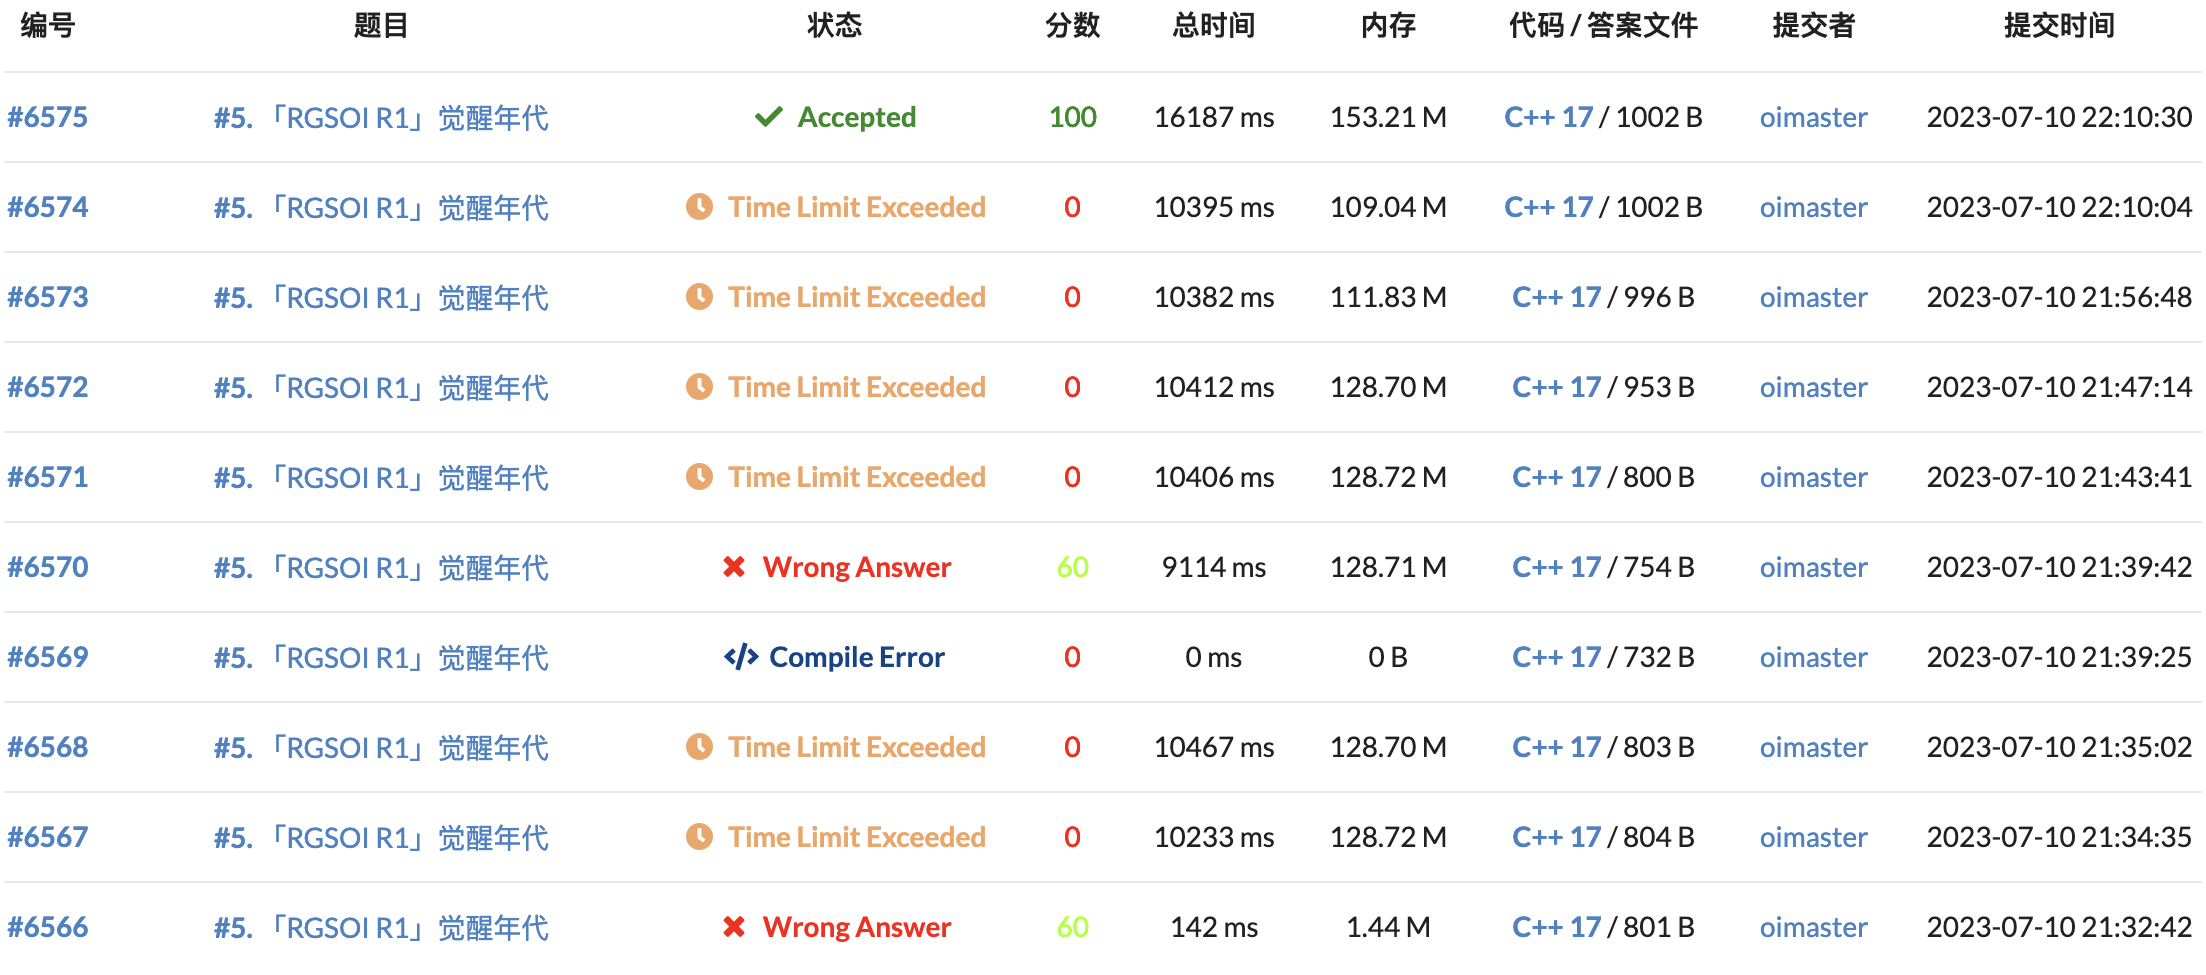 编号 题目 状态 分数 总时间 内存 代码 / 答案文件 提交者 提交时间
#6575 #5. 「RGSOI R1」觉醒年代 Accepted 100 16187 ms 153.21 M C++ 17 / 1002 B oimaster 2023-07-10 22:10:30
#6574 #5. 「RGSOI R1」觉醒年代 Time Limit Exceeded 0 10395 ms 109.04 M C++ 17 / 1002 B oimaster 2023-07-10 22:10:04
#6573 #5. 「RGSOI R1」觉醒年代 Time Limit Exceeded 0 10382 ms 111.83 M C++ 17 / 996 B oimaster 2023-07-10 21:56:48
#6572 #5. 「RGSOI R1」觉醒年代 Time Limit Exceeded 0 10412 ms 128.70 M C++ 17 / 953 B oimaster 2023-07-10 21:47:14
#6571 #5. 「RGSOI R1」觉醒年代 Time Limit Exceeded 0 10406 ms 128.72 M C++ 17 / 800 B oimaster 2023-07-10 21:43:41
#6570 #5. 「RGSOI R1」觉醒年代 Wrong Answer 60 9114 ms 128.71 M C++ 17 / 754 B oimaster 2023-07-10 21:39:42
#6569 #5. 「RGSOI R1」觉醒年代 Compile Error 0 0 ms 0 B C++ 17 / 732 B oimaster 2023-07-10 21:39:25
#6568 #5. 「RGSOI R1」觉醒年代 Time Limit Exceeded 0 10467 ms 128.70 M C++ 17 / 803 B oimaster 2023-07-10 21:35:02
#6567 #5. 「RGSOI R1」觉醒年代 Time Limit Exceeded 0 10233 ms 128.72 M C++ 17 / 804 B oimaster 2023-07-10 21:34:35
#6566 #5. 「RGSOI R1」觉醒年代 Wrong Answer 60 142 ms 1.44 M C++ 17 / 801 B oimaster 2023-07-10 21:32:42